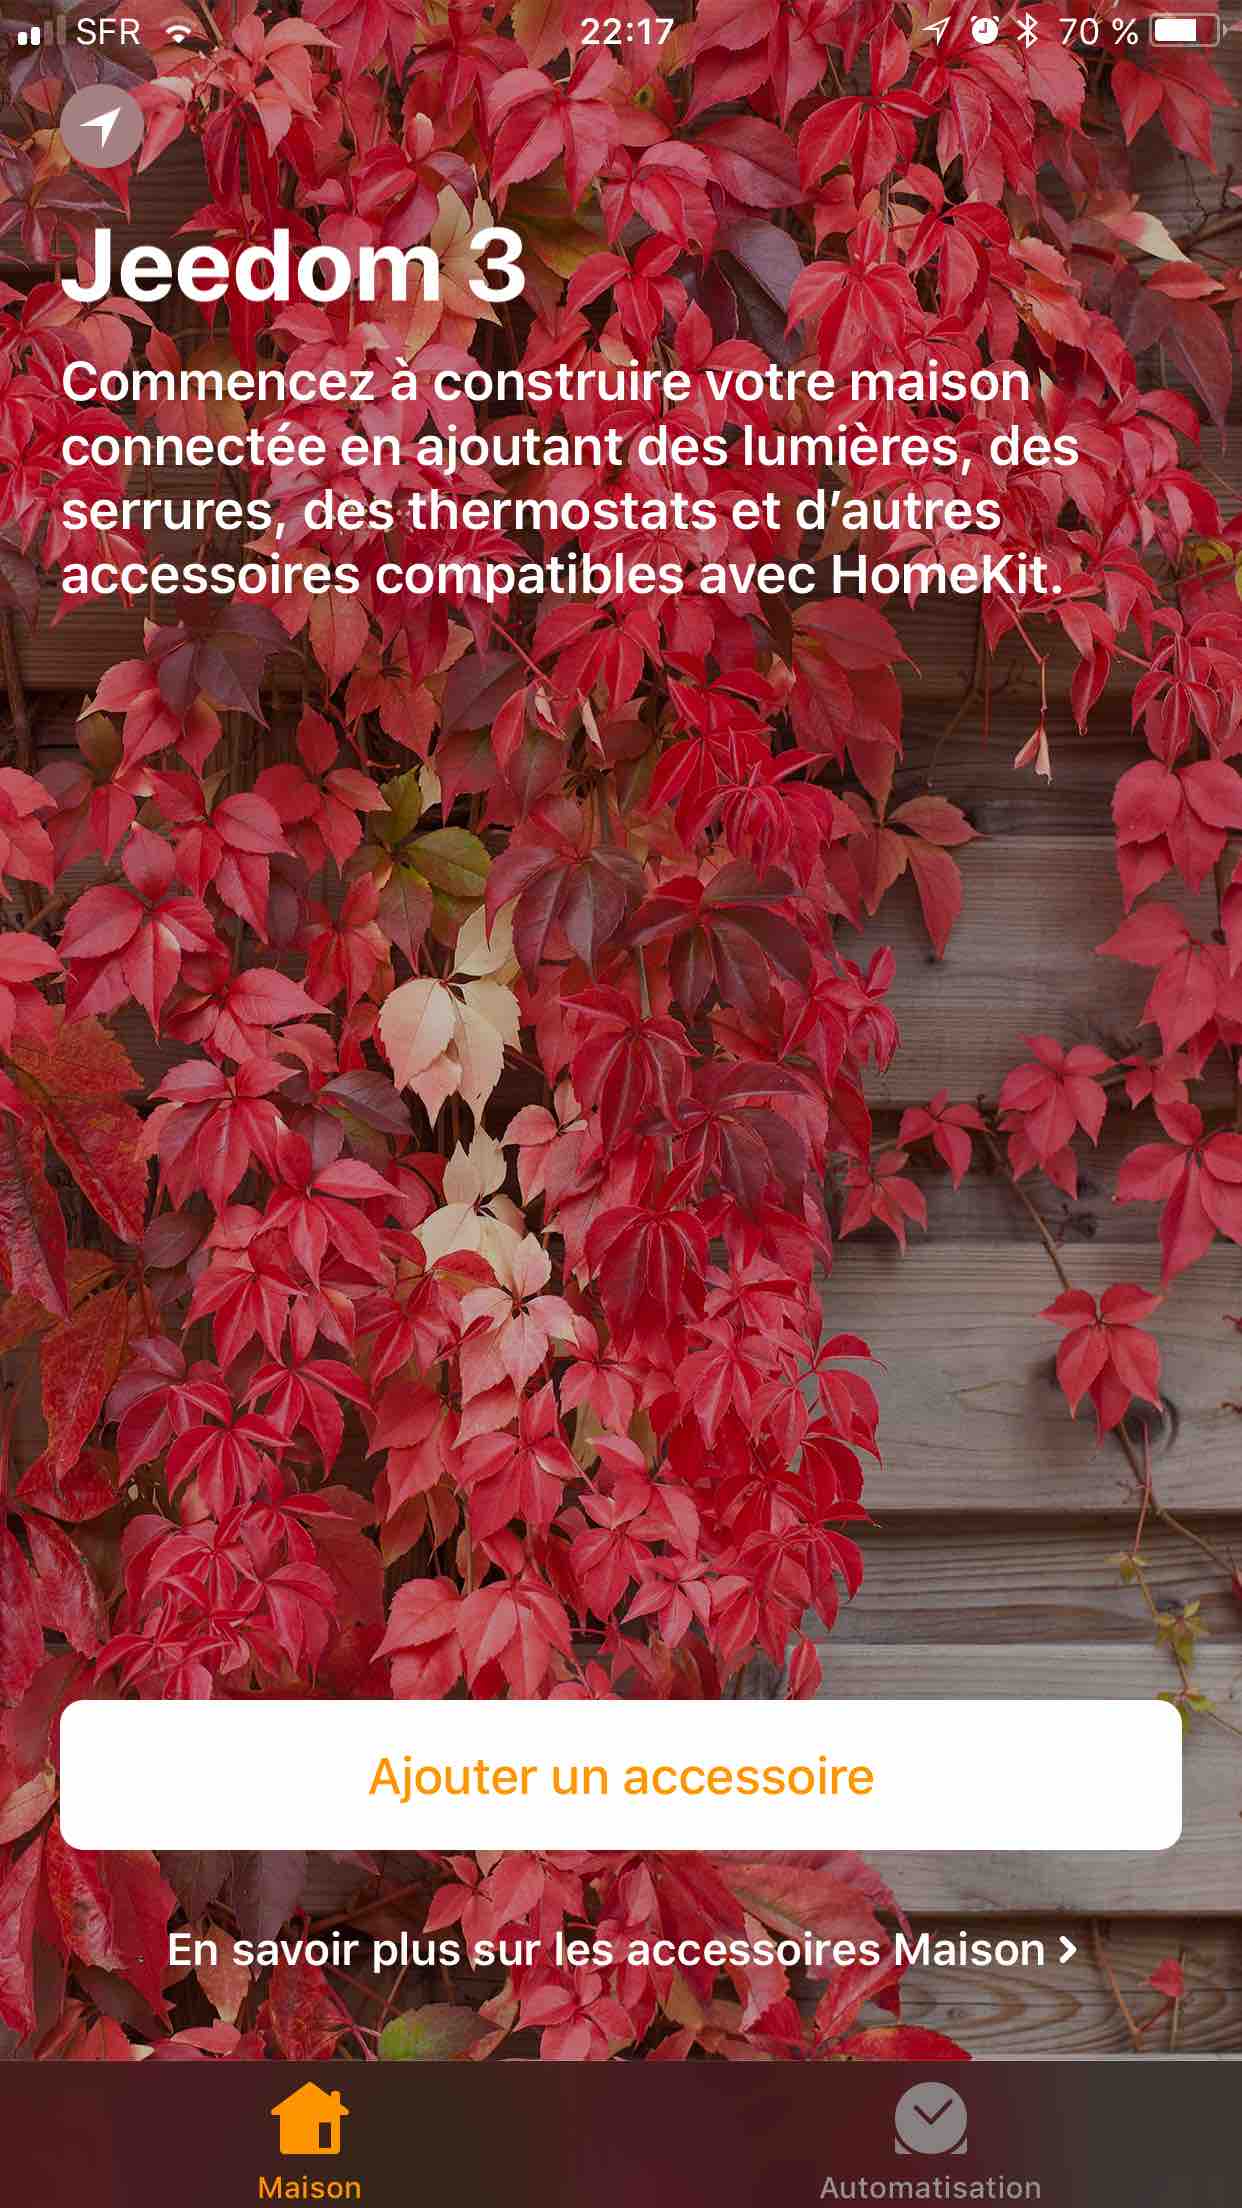 SFR 22:17 70 %
Jeedom 3
Commencez à construire votre maison
connectée en ajoutant des lumières, des
serrures, des thermostats et d’autres
accessoires compatibles avec HomeKit.
Ajouter un accessoire
En savoir plus sur les accessoires Maison
Maison Automatisation